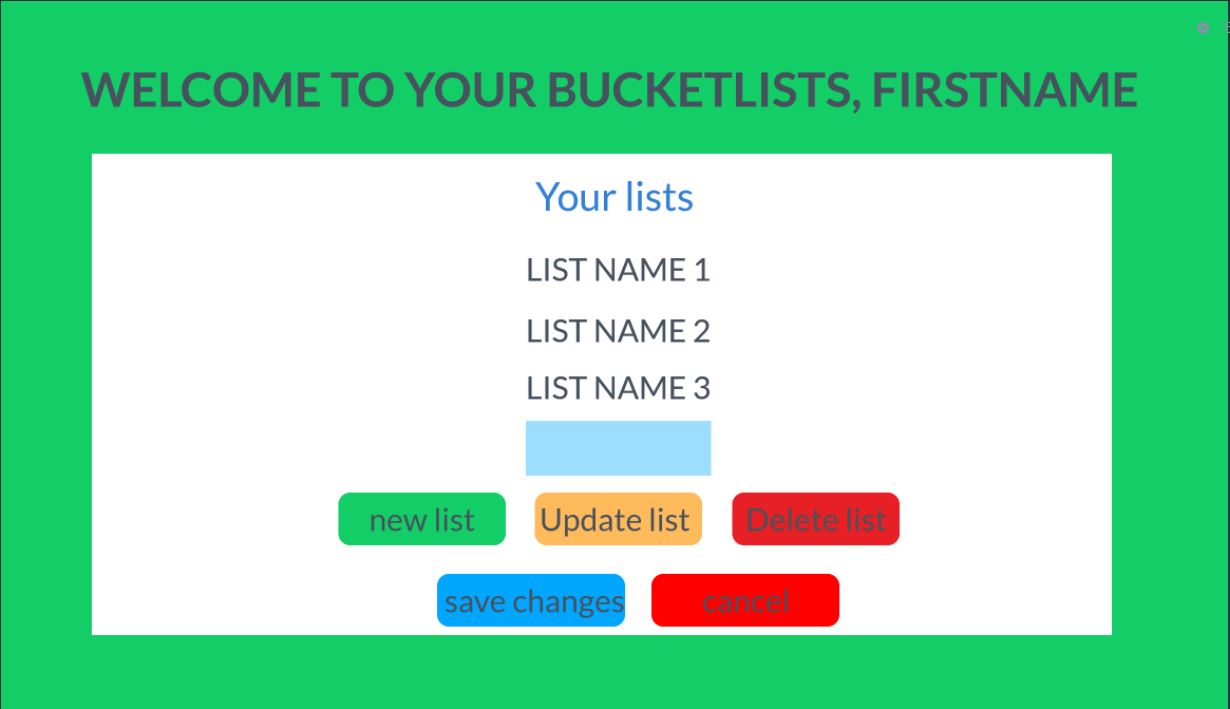 WELCOME TO YOUR BUCKETLISTS, FIRSTNAME
Your lists
LIST NAME 1
LIST NAME 2
LIST NAME 3
new list Update list Delete list
save changes cancel